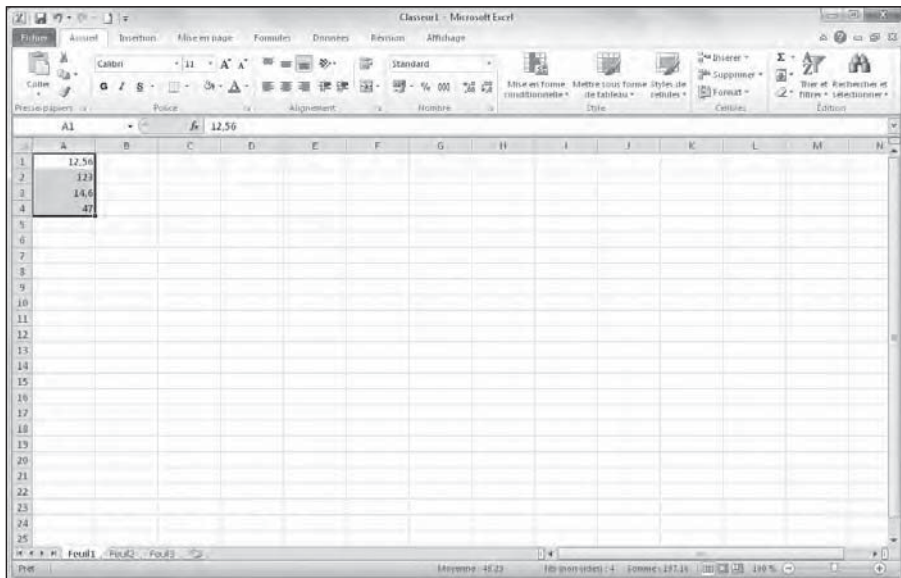 Classeur1 - Microsoft Excel
Fichier Accueil Insertion Mise en page Formules Données Révision Affichage
Coller
Calibri 11 A A
Standard
G I S A
% 000
Mise en forme conditionnelle
Mettre sous forme de tableau
Styles de cellules
Insérer
Supprimer
Format
Σ
Trier et filtrer
Rechercher et sélectionner
Presse-papiers Police Alignement Nombre Style Cellules Édition
A1 fx 12,56
A B C D E F G H I J K L M N
1 12,56
2 123
3 14,6
4 47
5
6
7
8
9
10
11
12
13
14
15
16
17
18
19
20
21
22
23
24
25
Feuil1 Feuil2 Feuil3
Prêt Moyenne : 49,29 Nb (non vides) : 4 Somme : 197,16 100 %